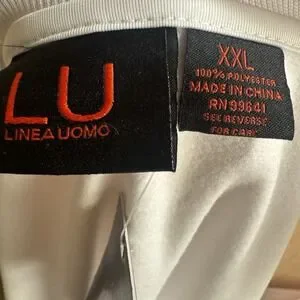 LU
LINEA UOMO
XXL
100% POLYESTER
MADE IN CHINA
RN 99641
SEE REVERSE
FOR CARE